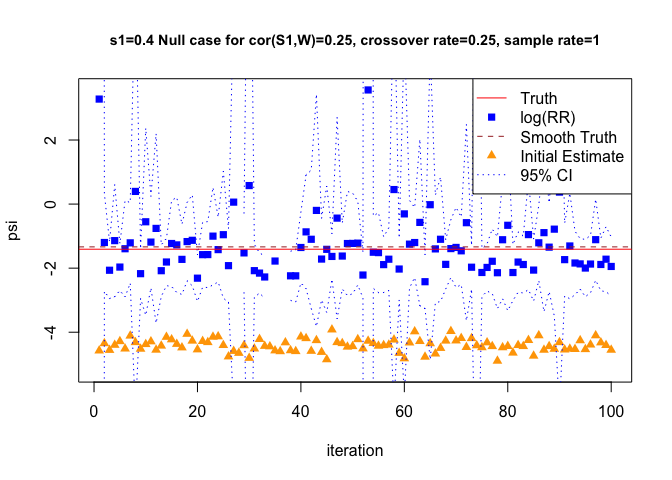 s1=0.4 Null case for cor(S1,W)=0.25, crossover rate=0.25, sample rate=1
Truth
log(RR)
Smooth Truth
Initial Estimate
95% CI
psi
2
0
2
-4
0
20
40
60
80
100
iteration